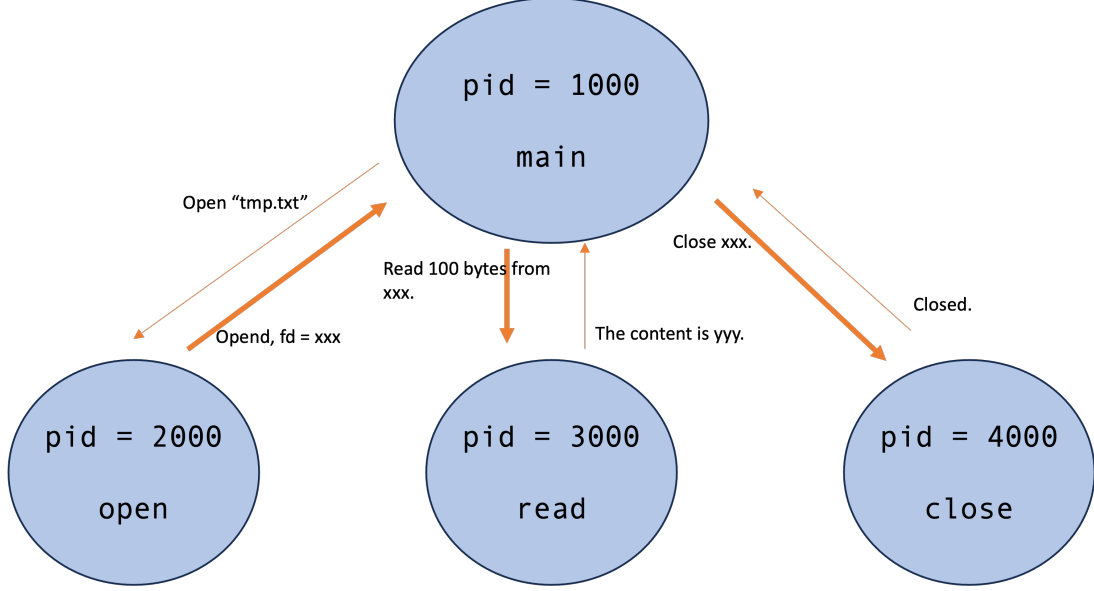 pid = 1000
main
Open “tmp.txt”
Opend, fd = xxx
Read 100 bytes from
xxx.
The content is yyy.
Close xxx.
Closed.
pid = 2000
open
pid = 3000
read
pid = 4000
close